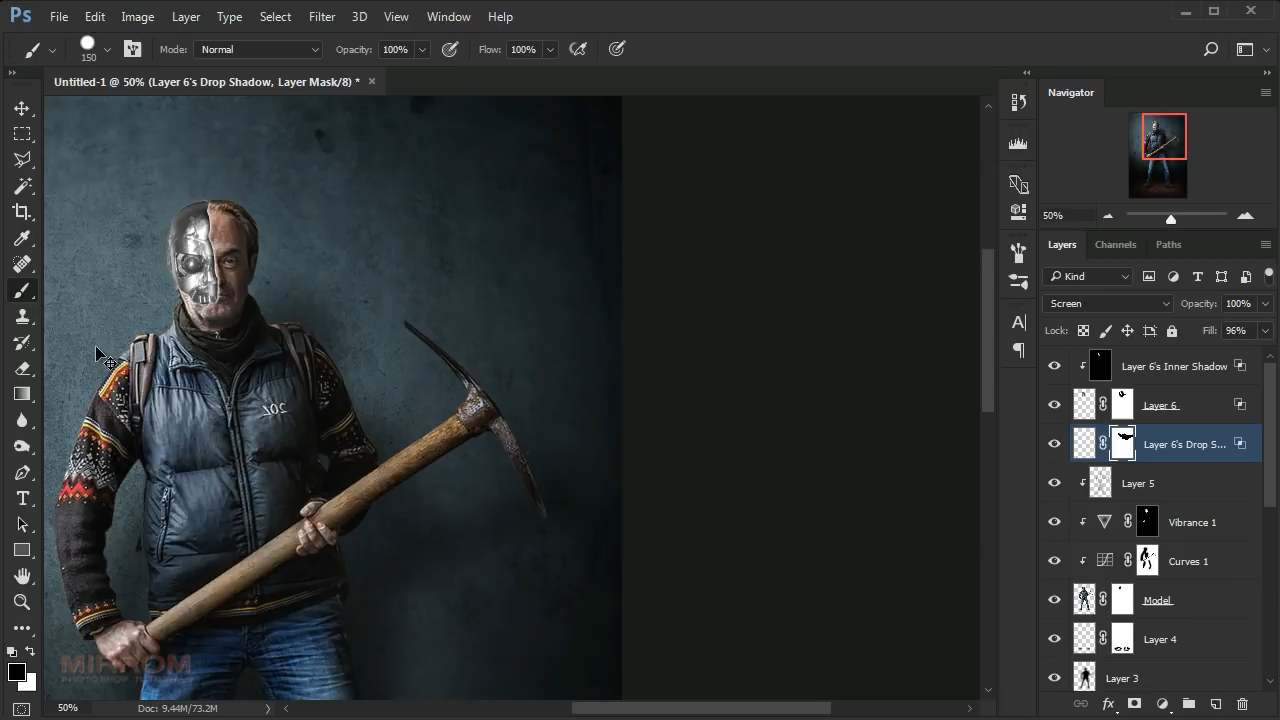 Ps File Edit Image Layer Type Select Filter 3D View Window Help
150 Mode: Normal Opacity: 100% Flow: 100%
Untitled-1 @ 50% (Layer 6's Drop Shadow, Layer Mask/8) *
Navigator
50%
Layers Channels Paths
Kind
Screen Opacity: 100%
Lock: Fill: 96%
Layer 6's Inner Shadow
Layer 6
Layer 6's Drop S...
Layer 5
Vibrance 1
Curves 1
Model
Layer 4
Layer 3
50% Doc: 9.44M/73.2M